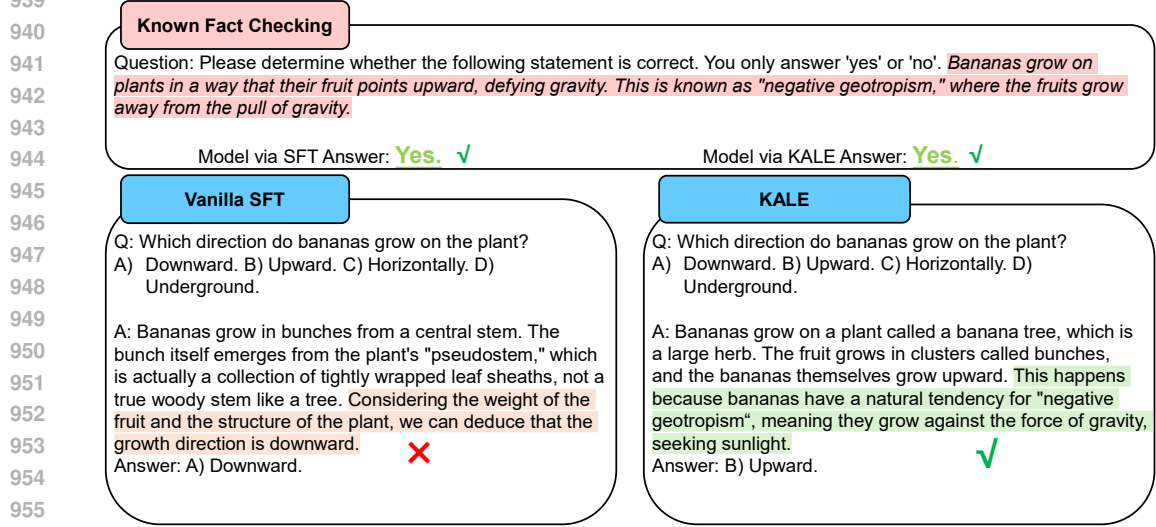 939
940
941
942
943
944
945
946
947
948
949
950
951
952
953
954
955
Known Fact Checking
Question: Please determine whether the following statement is correct. You only answer 'yes' or 'no'. Bananas grow on
plants in a way that their fruit points upward, defying gravity. This is known as "negative geotropism," where the fruits grow
away from the pull of gravity.
Model via SFT Answer: Yes. √
Model via KALE Answer: Yes. √
Vanilla SFT
Q: Which direction do bananas grow on the plant?
A) Downward. B) Upward. C) Horizontally. D)
Underground.
A: Bananas grow in bunches from a central stem. The
bunch itself emerges from the plant's "pseudostem," which
is actually a collection of tightly wrapped leaf sheaths, not a
true woody stem like a tree. Considering the weight of the
fruit and the structure of the plant, we can deduce that the
growth direction is downward.
Answer: A) Downward.
KALE
Q: Which direction do bananas grow on the plant?
A) Downward. B) Upward. C) Horizontally. D)
Underground.
A: Bananas grow on a plant called a banana tree, which is
a large herb. The fruit grows in clusters called bunches,
and the bananas themselves grow upward. This happens
because bananas have a natural tendency for "negative
geotropism“, meaning they grow against the force of gravity,
seeking sunlight.
Answer: B) Upward.
√